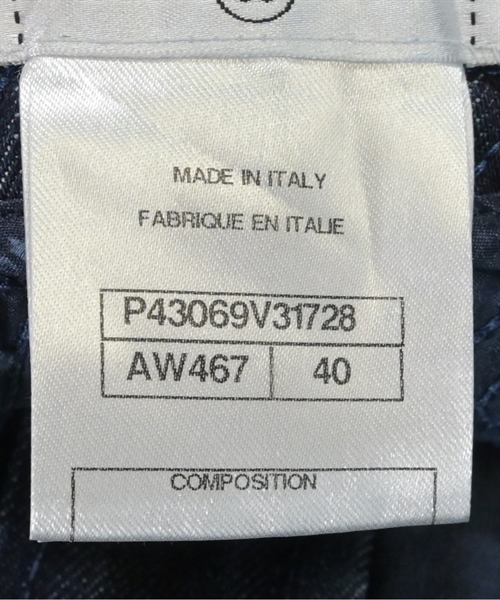 MADE IN ITALY
FABRIQUE EN ITALIE
P43069V31728
AW467 40
COMPOSITION